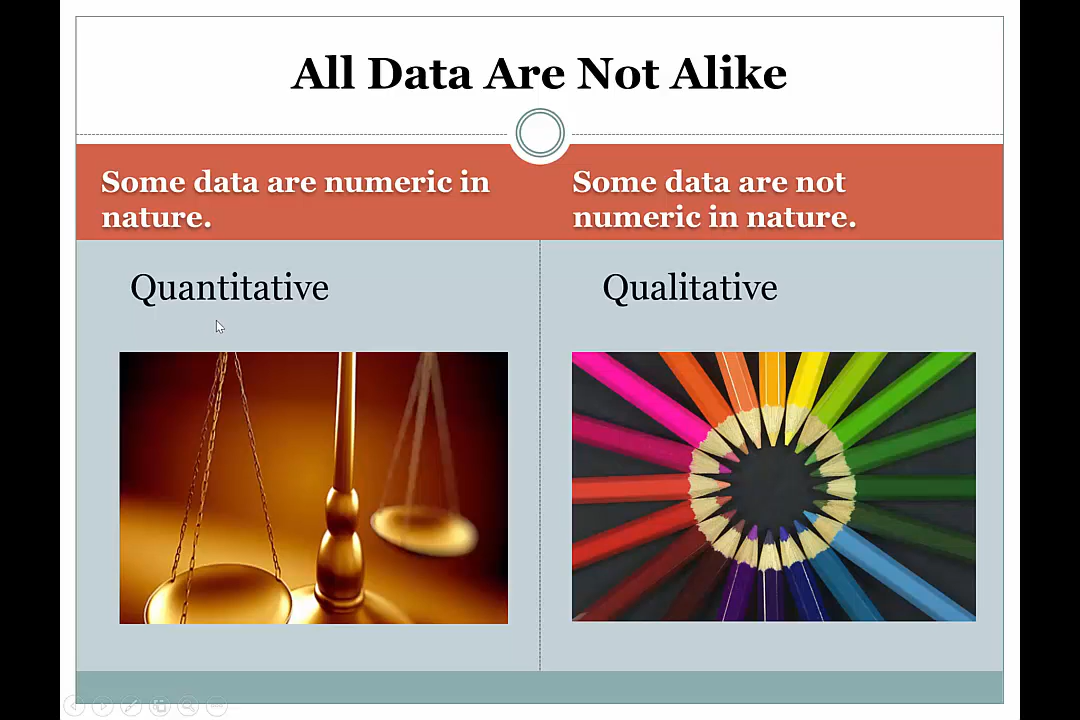 All Data Are Not Alike
Some data are numeric in
nature.
Some data are not
numeric in nature.
Quantitative
Qualitative